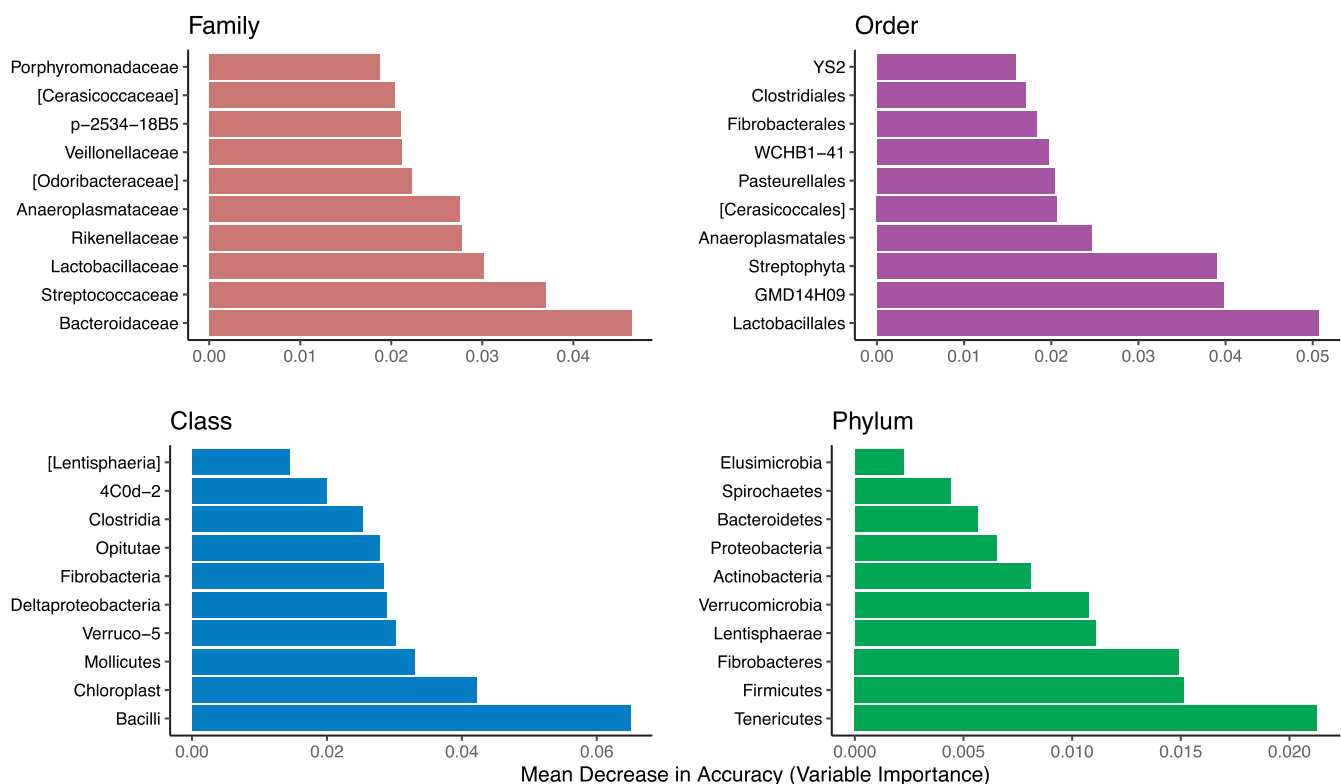 Family
Porphyromonadaceae
[Cerasicoccaceae]
p−2534−18B5
Veillonellaceae
[Odoribacteraceae]
Anaeroplasmataceae
Rikenellaceae
Lactobacillaceae
Streptococcaceae
Bacteroidaceae
0.00 0.01 0.02 0.03 0.04
Order
YS2
Clostridiales
Fibrobacterales
WCHB1−41
Pasteurellales
[Cerasicoccales]
Anaeroplasmatales
Streptophyta
GMD14H09
Lactobacillales
0.00 0.01 0.02 0.03 0.04 0.05
Class
[Lentisphaeria]
4C0d−2
Clostridia
Opitutae
Fibrobacteria
Deltaproteobacteria
Verruco−5
Mollicutes
Chloroplast
Bacilli
0.00 0.02 0.04 0.06
Phylum
Elusimicrobia
Spirochaetes
Bacteroidetes
Proteobacteria
Actinobacteria
Verrucomicrobia
Lentisphaerae
Fibrobacteres
Firmicutes
Tenericutes
0.000 0.005 0.010 0.015 0.020
Mean Decrease in Accuracy (Variable Importance)